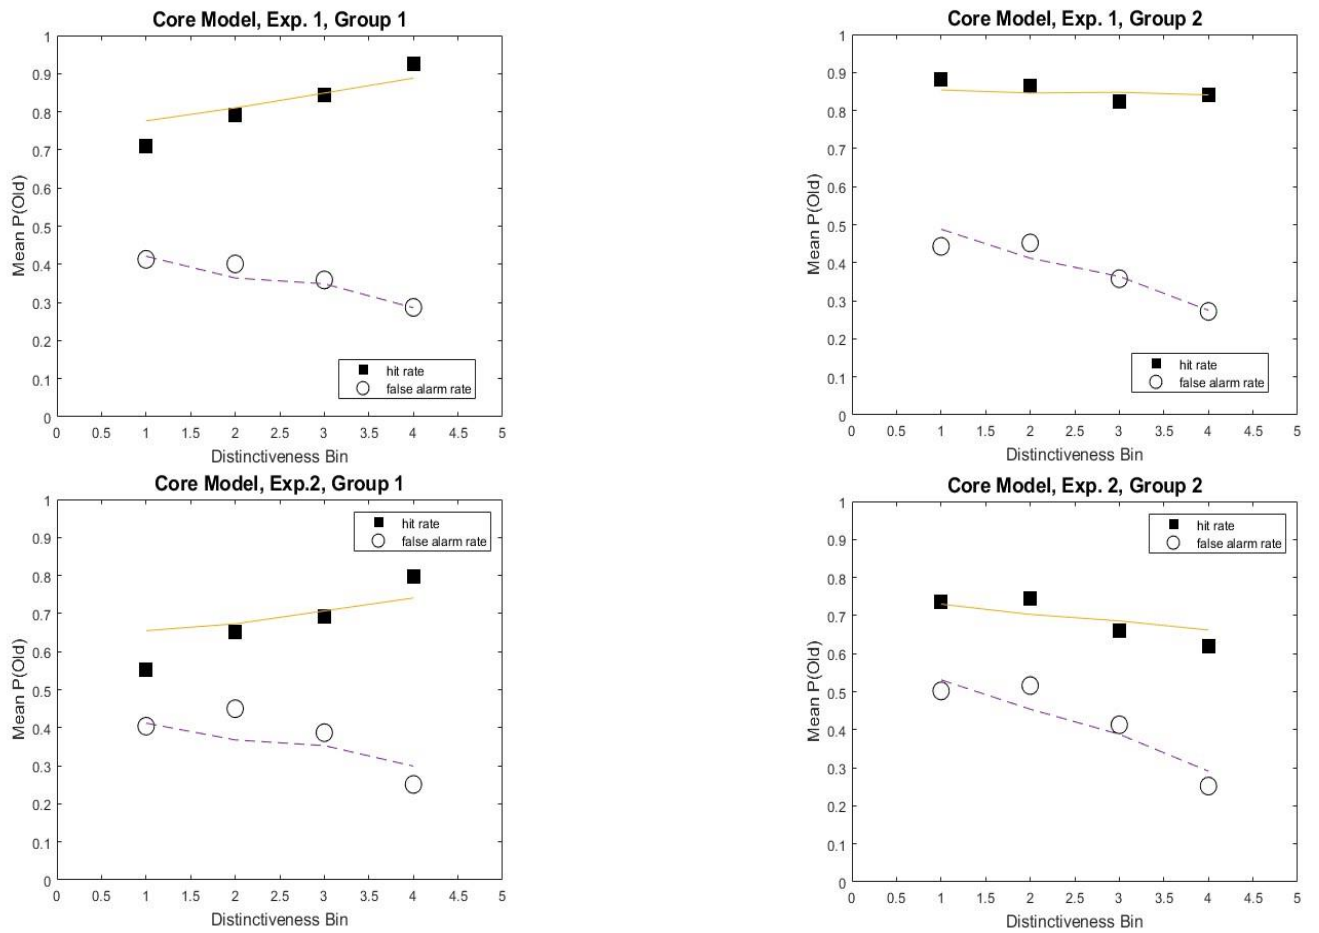 Core Model, Exp. 1, Group 1
1
0.9
0.8
0.7
0.6
0.5
0.4
0.3
0.2
0.1
0
Mean P(Old)
hit rate
false alarm rate
0 0.5 1 1.5 2 2.5 3 3.5 4 4.5 5
Distinctiveness Bin
Core Model, Exp. 1, Group 2
1
0.9
0.8
0.7
0.6
0.5
0.4
0.3
0.2
0.1
0
Mean P(Old)
hit rate
false alarm rate
0 0.5 1 1.5 2 2.5 3 3.5 4 4.5 5
Distinctiveness Bin
Core Model, Exp.2, Group 1
1
0.9
0.8
0.7
0.6
0.5
0.4
0.3
0.2
0.1
0
Mean P(Old)
hit rate
false alarm rate
0 0.5 1 1.5 2 2.5 3 3.5 4 4.5 5
Distinctiveness Bin
Core Model, Exp. 2, Group 2
1
0.9
0.8
0.7
0.6
0.5
0.4
0.3
0.2
0.1
0
Mean P(Old)
hit rate
false alarm rate
0 0.5 1 1.5 2 2.5 3 3.5 4 4.5 5
Distinctiveness Bin